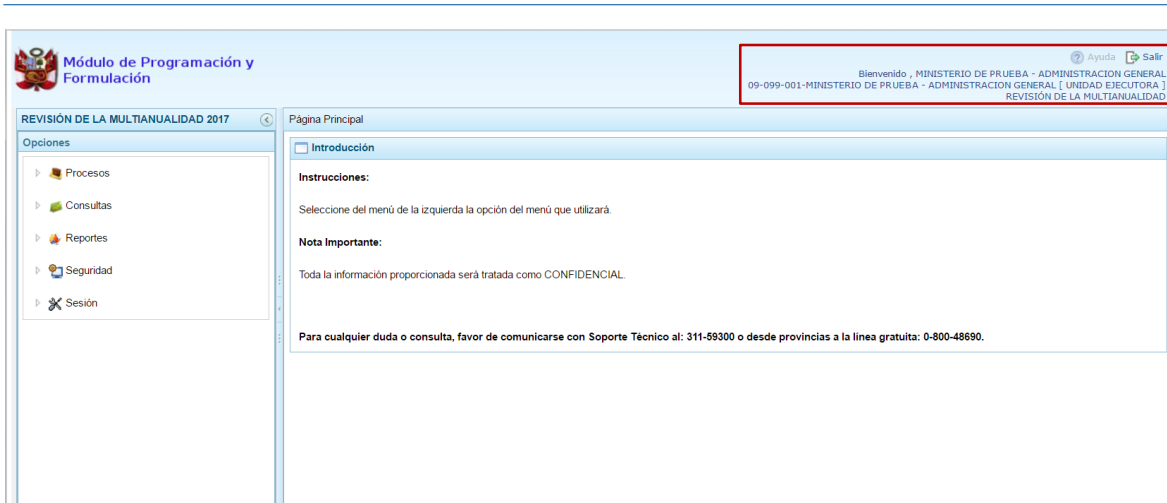 Módulo de Programación y
Formulación
Ayuda Salir
Bienvenido , MINISTERIO DE PRUEBA - ADMINISTRACION GENERAL
09-099-001-MINISTERIO DE PRUEBA - ADMINISTRACION GENERAL [ UNIDAD EJECUTORA ]
REVISIÓN DE LA MULTIANUALIDAD
REVISIÓN DE LA MULTIANUALIDAD 2017
Página Principal
Opciones
Introducción
Procesos
Instrucciones:
Consultas
Seleccione del menú de la izquierda la opción del menú que utilizará.
Reportes
Nota Importante:
Seguridad
Toda la información proporcionada será tratada como CONFIDENCIAL.
Sesión
Para cualquier duda o consulta, favor de comunicarse con Soporte Técnico al: 311-59300 o desde provincias a la línea gratuita: 0-800-48690.